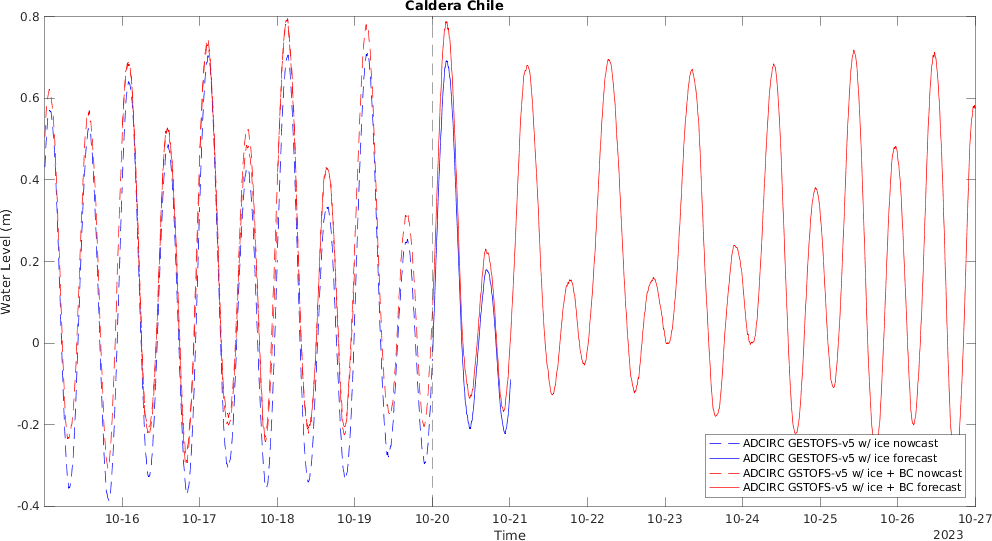 Caldera Chile
Water Level (m)
0.8
0.6
0.4
0.2
0
-0.2
-0.4
ADCIRC GESTOFS-v5 w/ ice nowcast
ADCIRC GESTOFS-v5 w/ ice forecast
ADCIRC GSTOFS-v5 w/ ice + BC nowcast
ADCIRC GSTOFS-v5 w/ ice + BC forecast
10-16 10-17 10-18 10-19 10-20 10-21 10-22 10-23 10-24 10-25 10-26 10-27
Time
2023